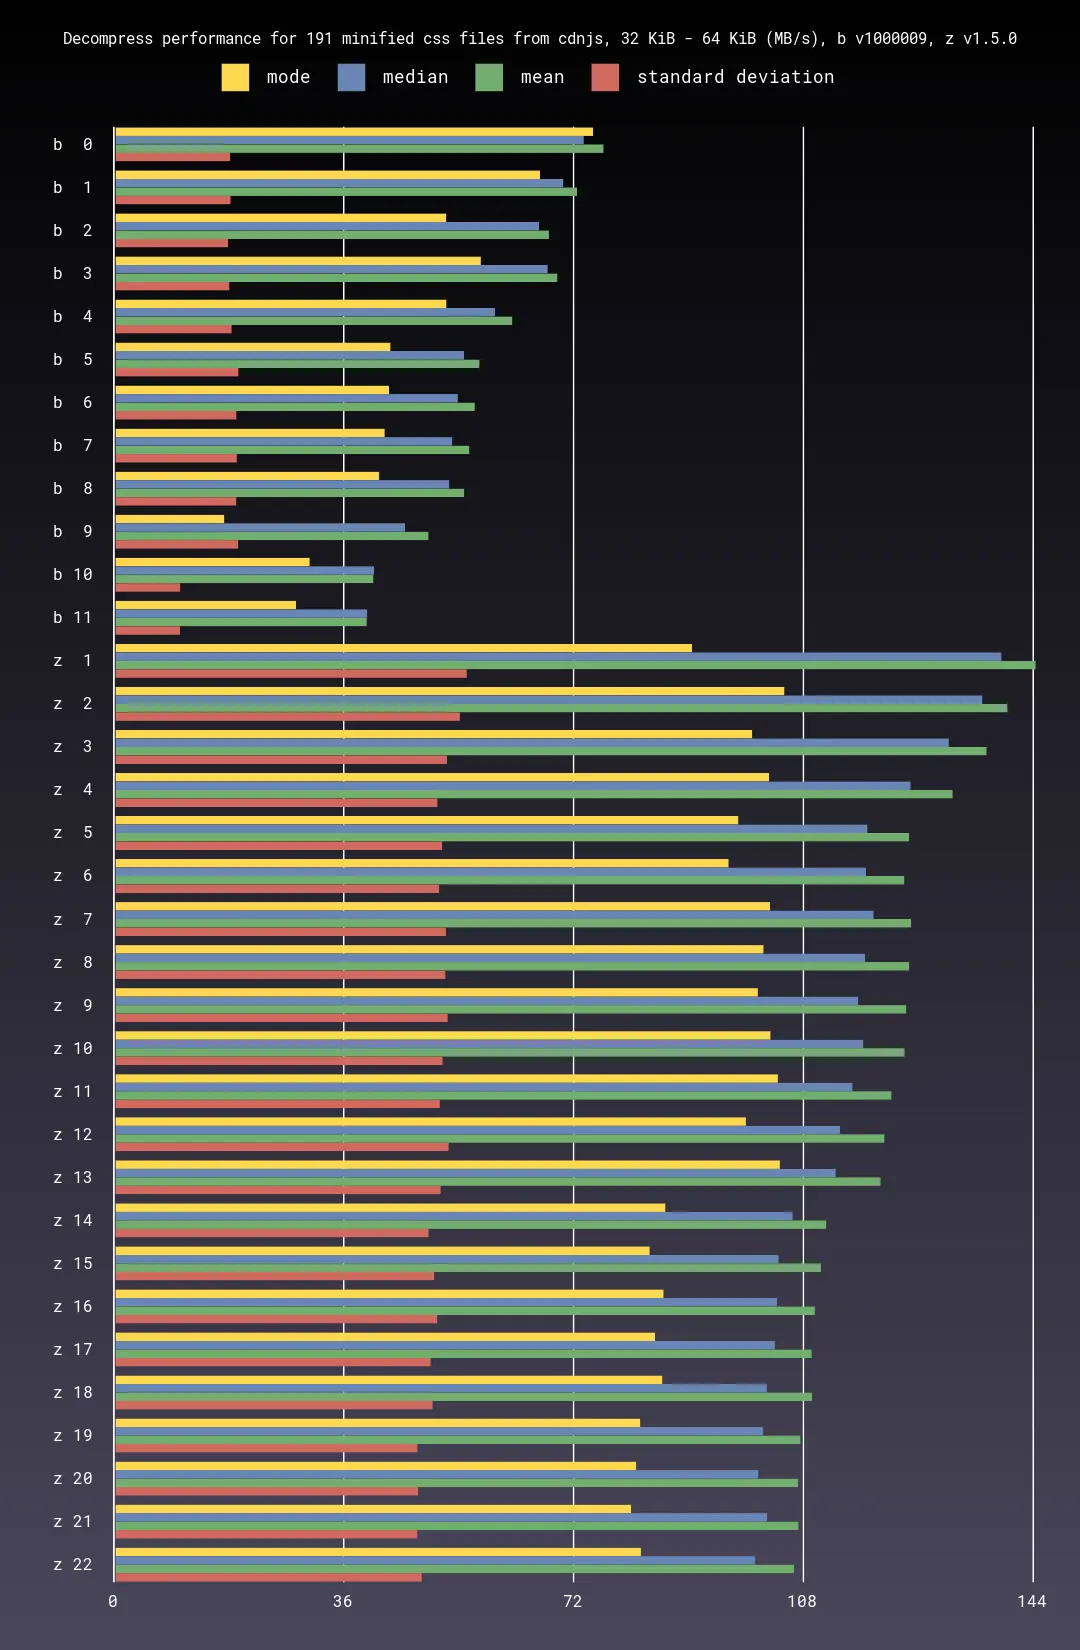 Decompress performance for 191 minified css files from cdnjs, 32 KiB - 64 KiB (MB/s), b v1000009, z v1.5.0
mode median mean standard deviation
b 0
b 1
b 2
b 3
b 4
b 5
b 6
b 7
b 8
b 9
b 10
b 11
z 1
z 2
z 3
z 4
z 5
z 6
z 7
z 8
z 9
z 10
z 11
z 12
z 13
z 14
z 15
z 16
z 17
z 18
z 19
z 20
z 21
z 22
0 36 72 108 144